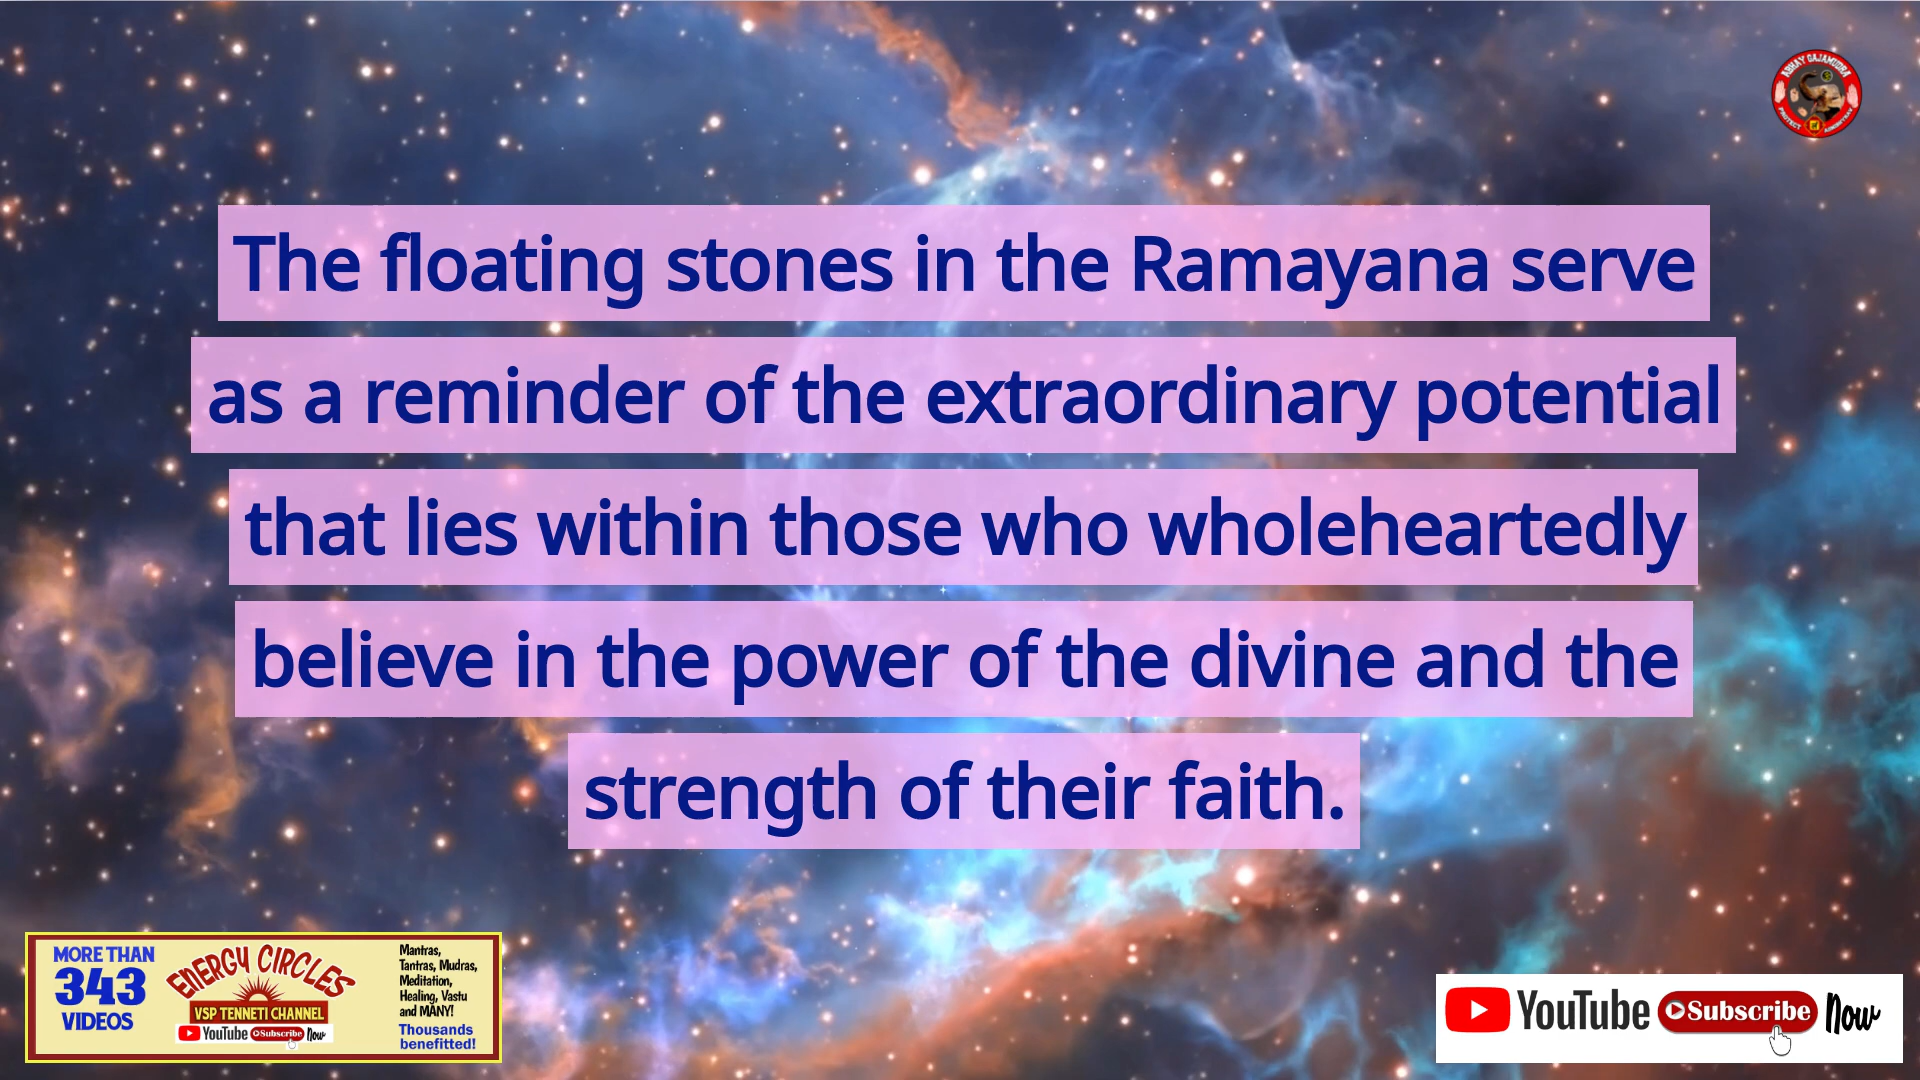 ABHAY GAJAMUDRA
PROTECT
The floating stones in the Ramayana serve
as a reminder of the extraordinary potential
that lies within those who wholeheartedly
believe in the power of the divine and the
strength of their faith.
MORE THAN
343
VIDEOS
ENERGY CIRCLES
VSP TENNETI CHANNEL
YouTube Subscribe Now
Mantras,
Tantras, Mudras,
Meditation,
Healing, Vastu
and MANY!
Thousands
benefitted!
YouTube Subscribe Now